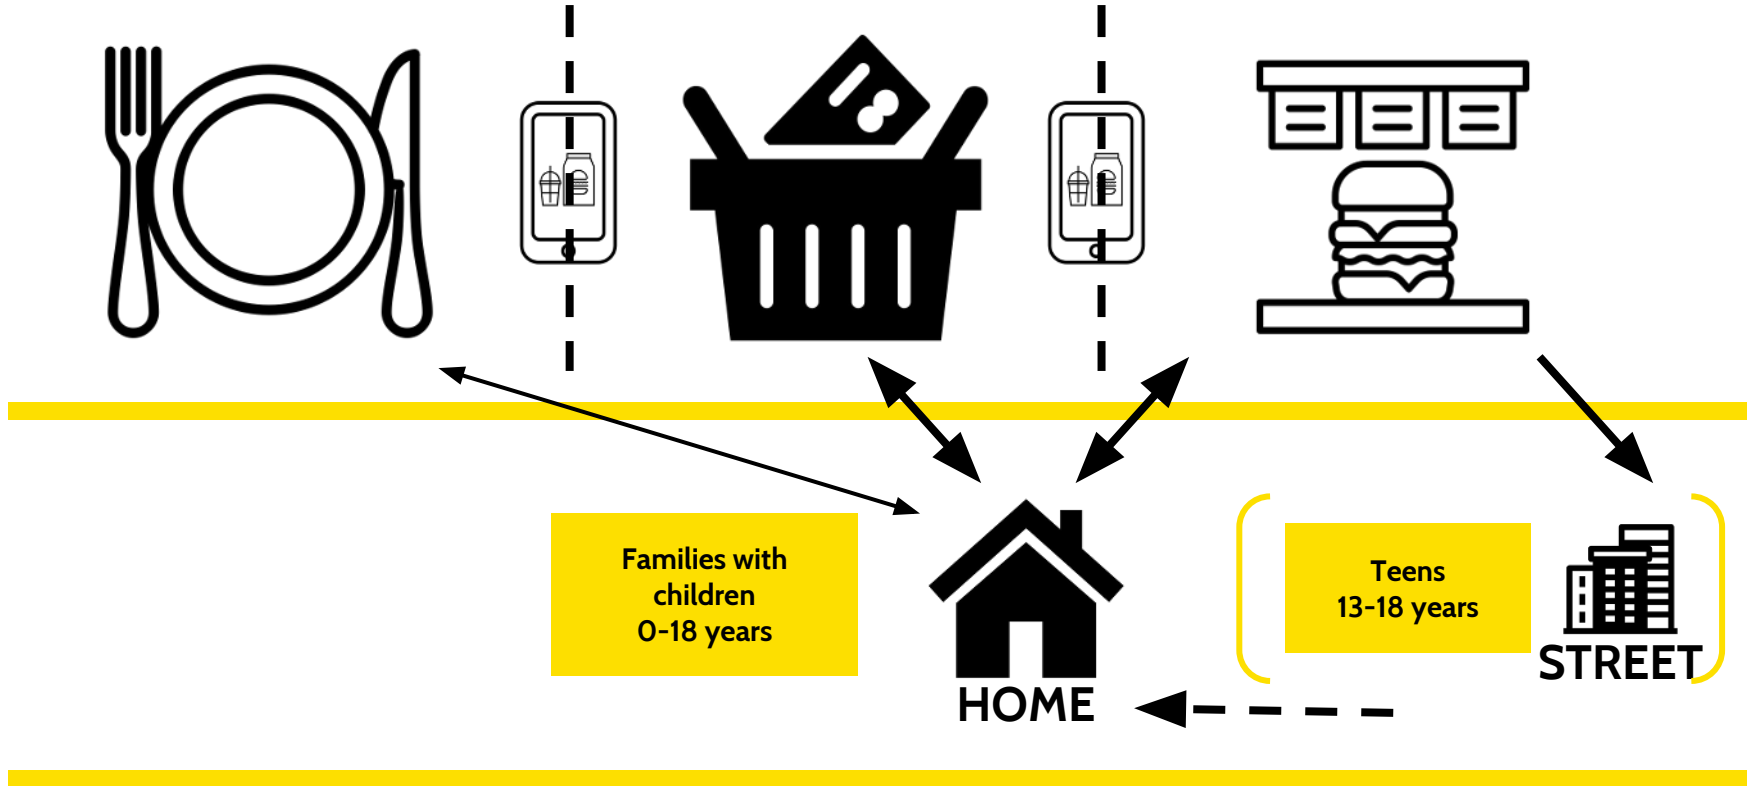 Families with
children
0-18 years
Teens
13-18 years
STREET
HOME